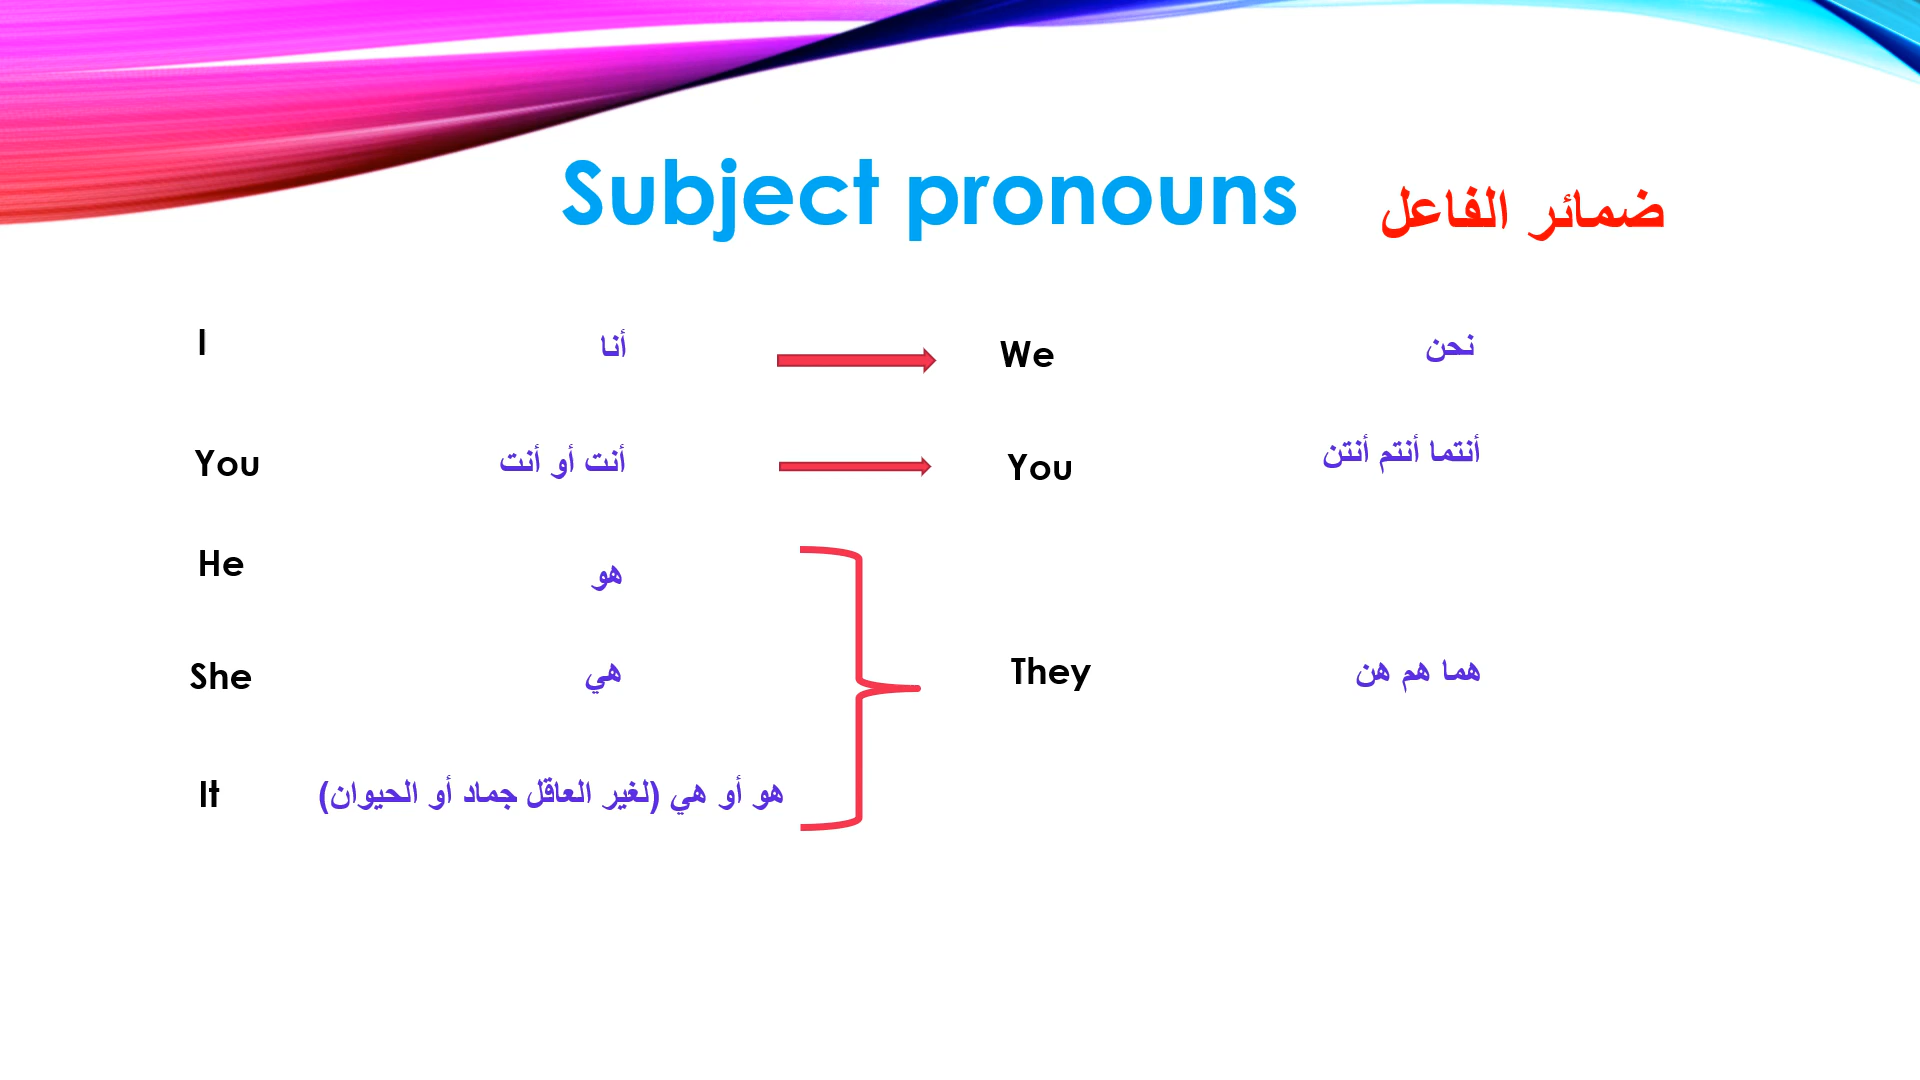 Subject pronouns ضمائر الفاعل
I أنا We نحن
You أنت أو أنت You أنتما أنتم أنتن
He هو
She هي They هما هم هن
It هو أو هي (لغير العاقل جماد أو الحيوان)